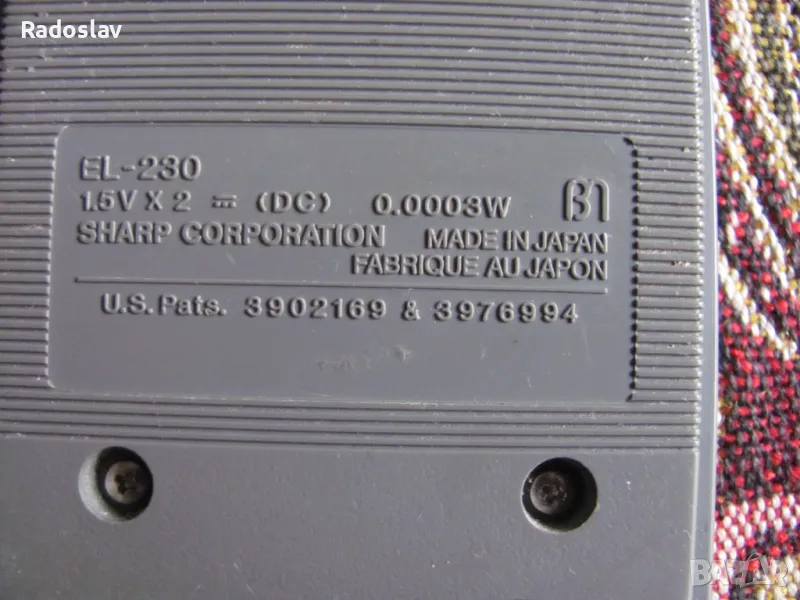 Radoslav
EL-230
1.5V X 2 ⎓ (DC) 0.0003W
SHARP CORPORATION MADE IN JAPAN
FABRIQUE AU JAPON
U.S. Pats. 3902169 & 3976994
BAZAR